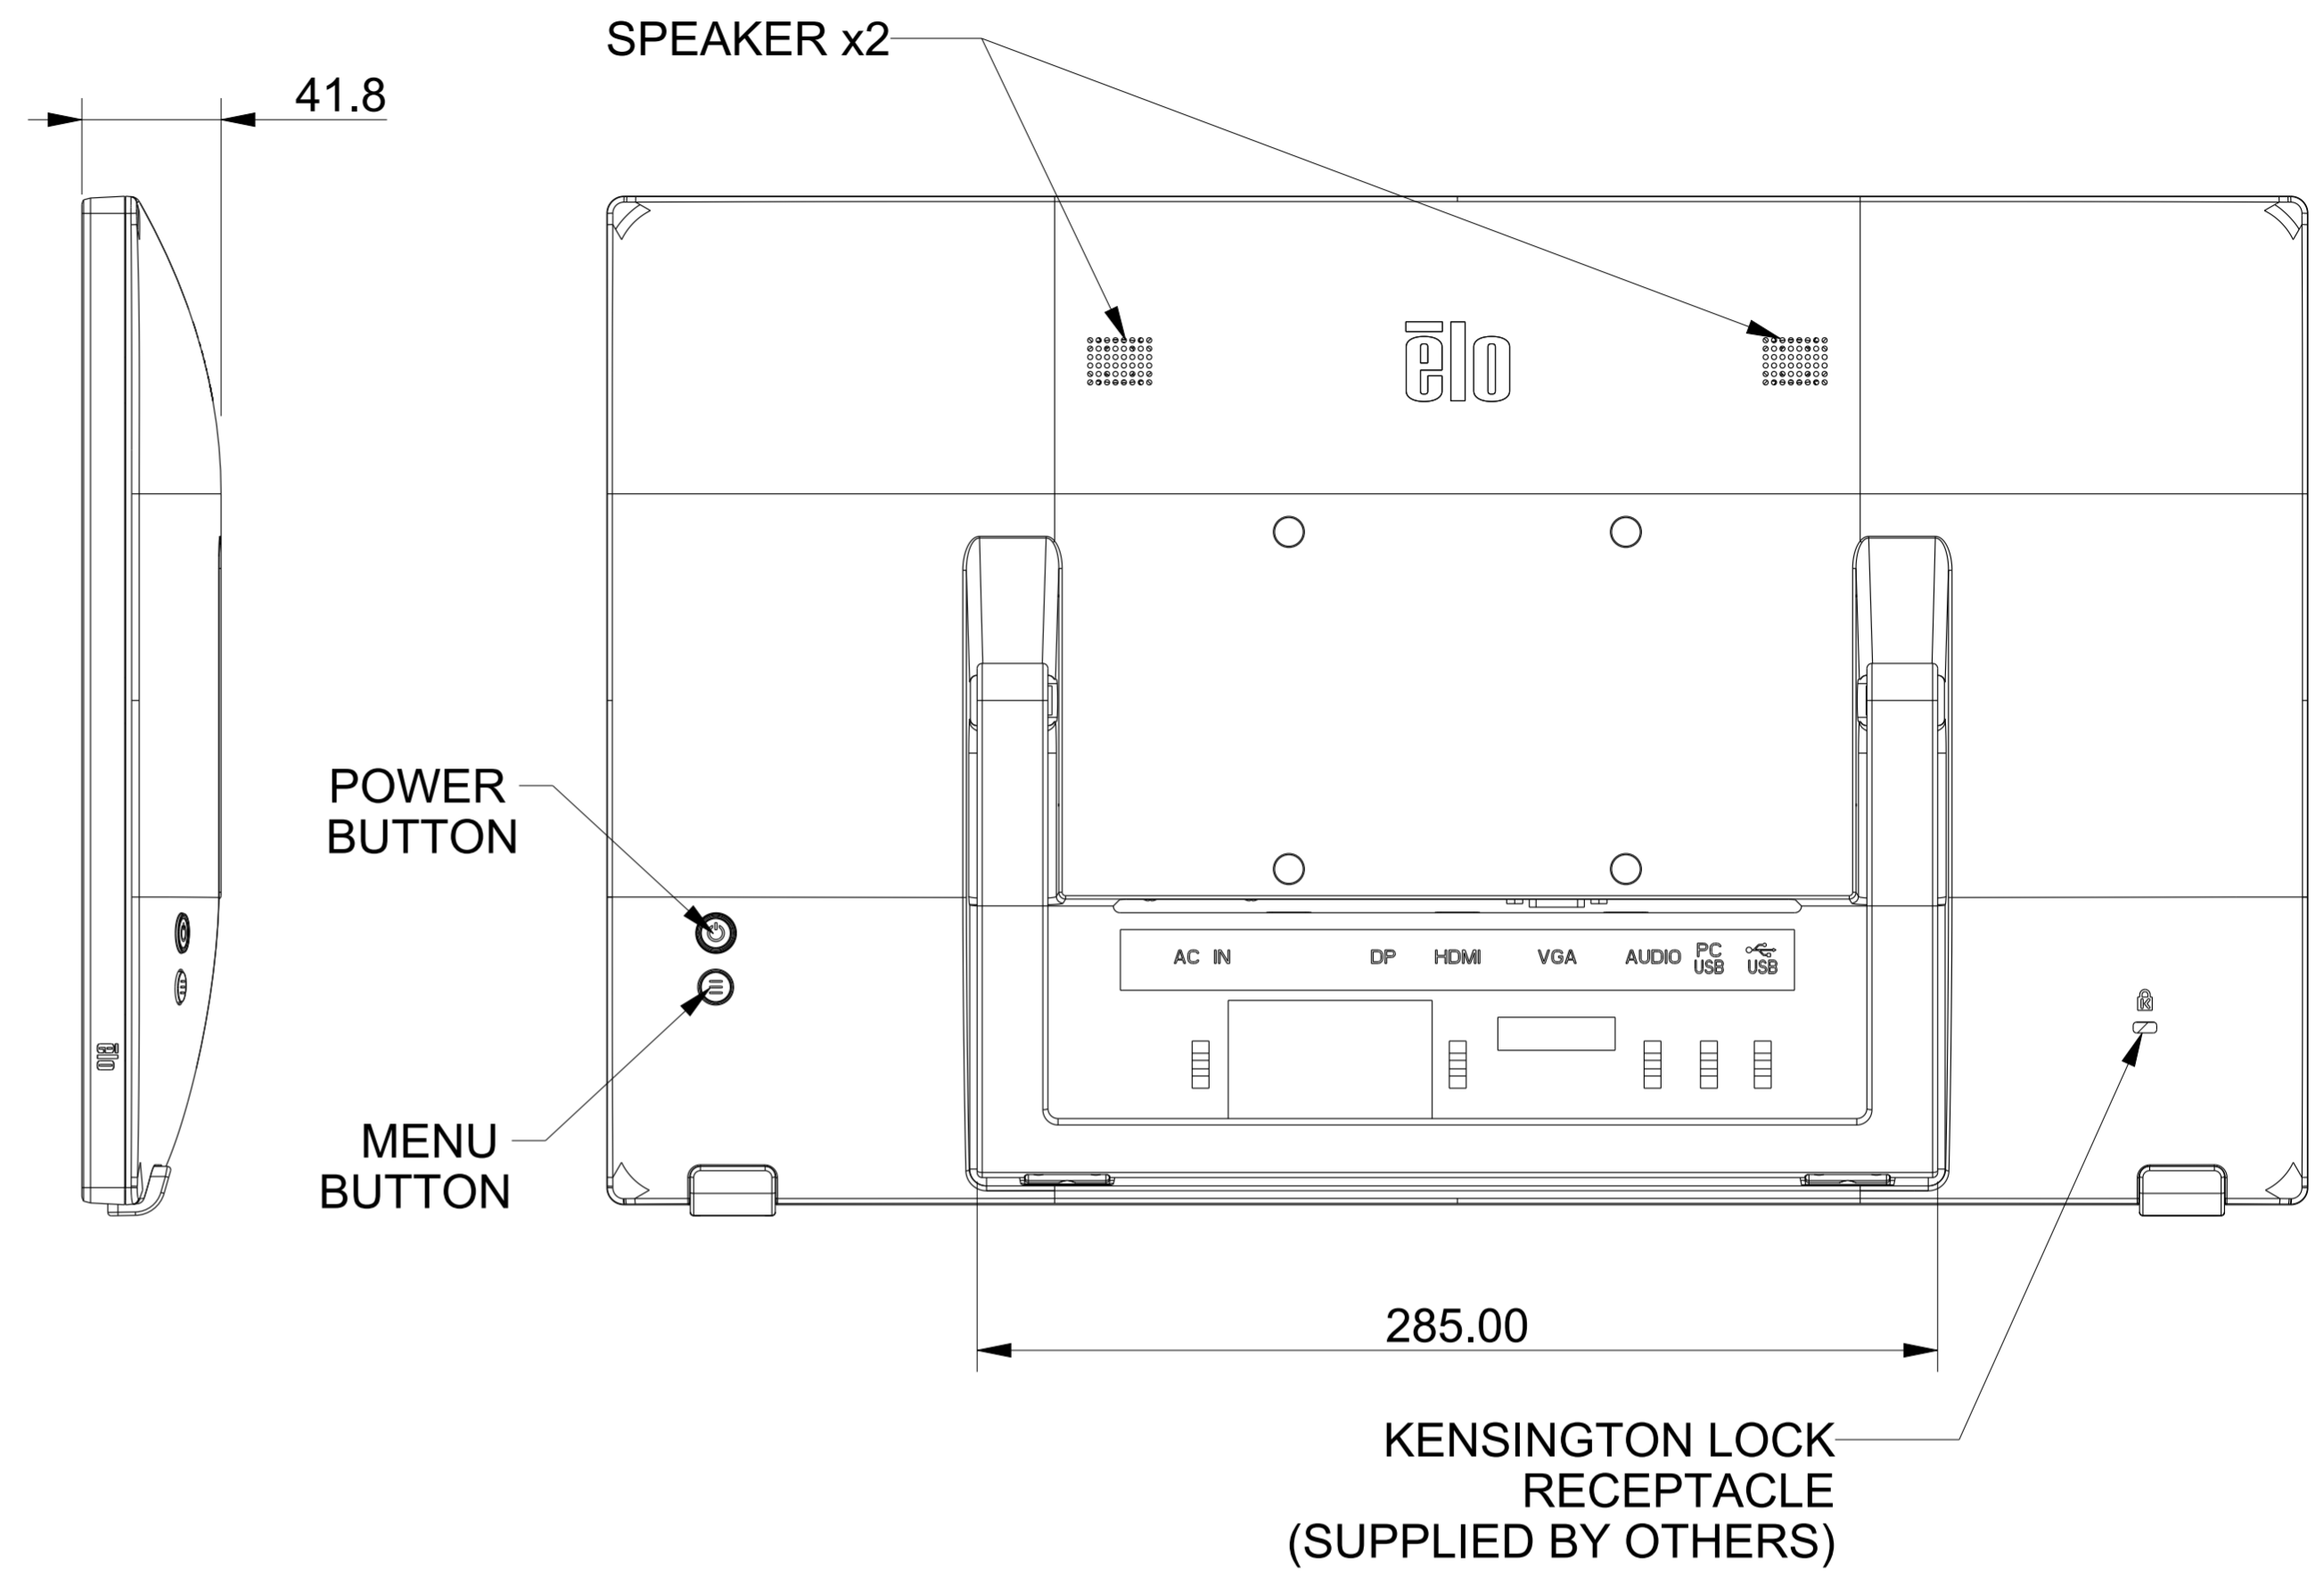 SPEAKER x2
41.8
ēlo
POWER
BUTTON
AC IN DP HDMI VGA AUDIO PC USB USB
K
elo
MENU
BUTTON
285.00
KENSINGTON LOCK
RECEPTACLE
(SUPPLIED BY OTHERS)